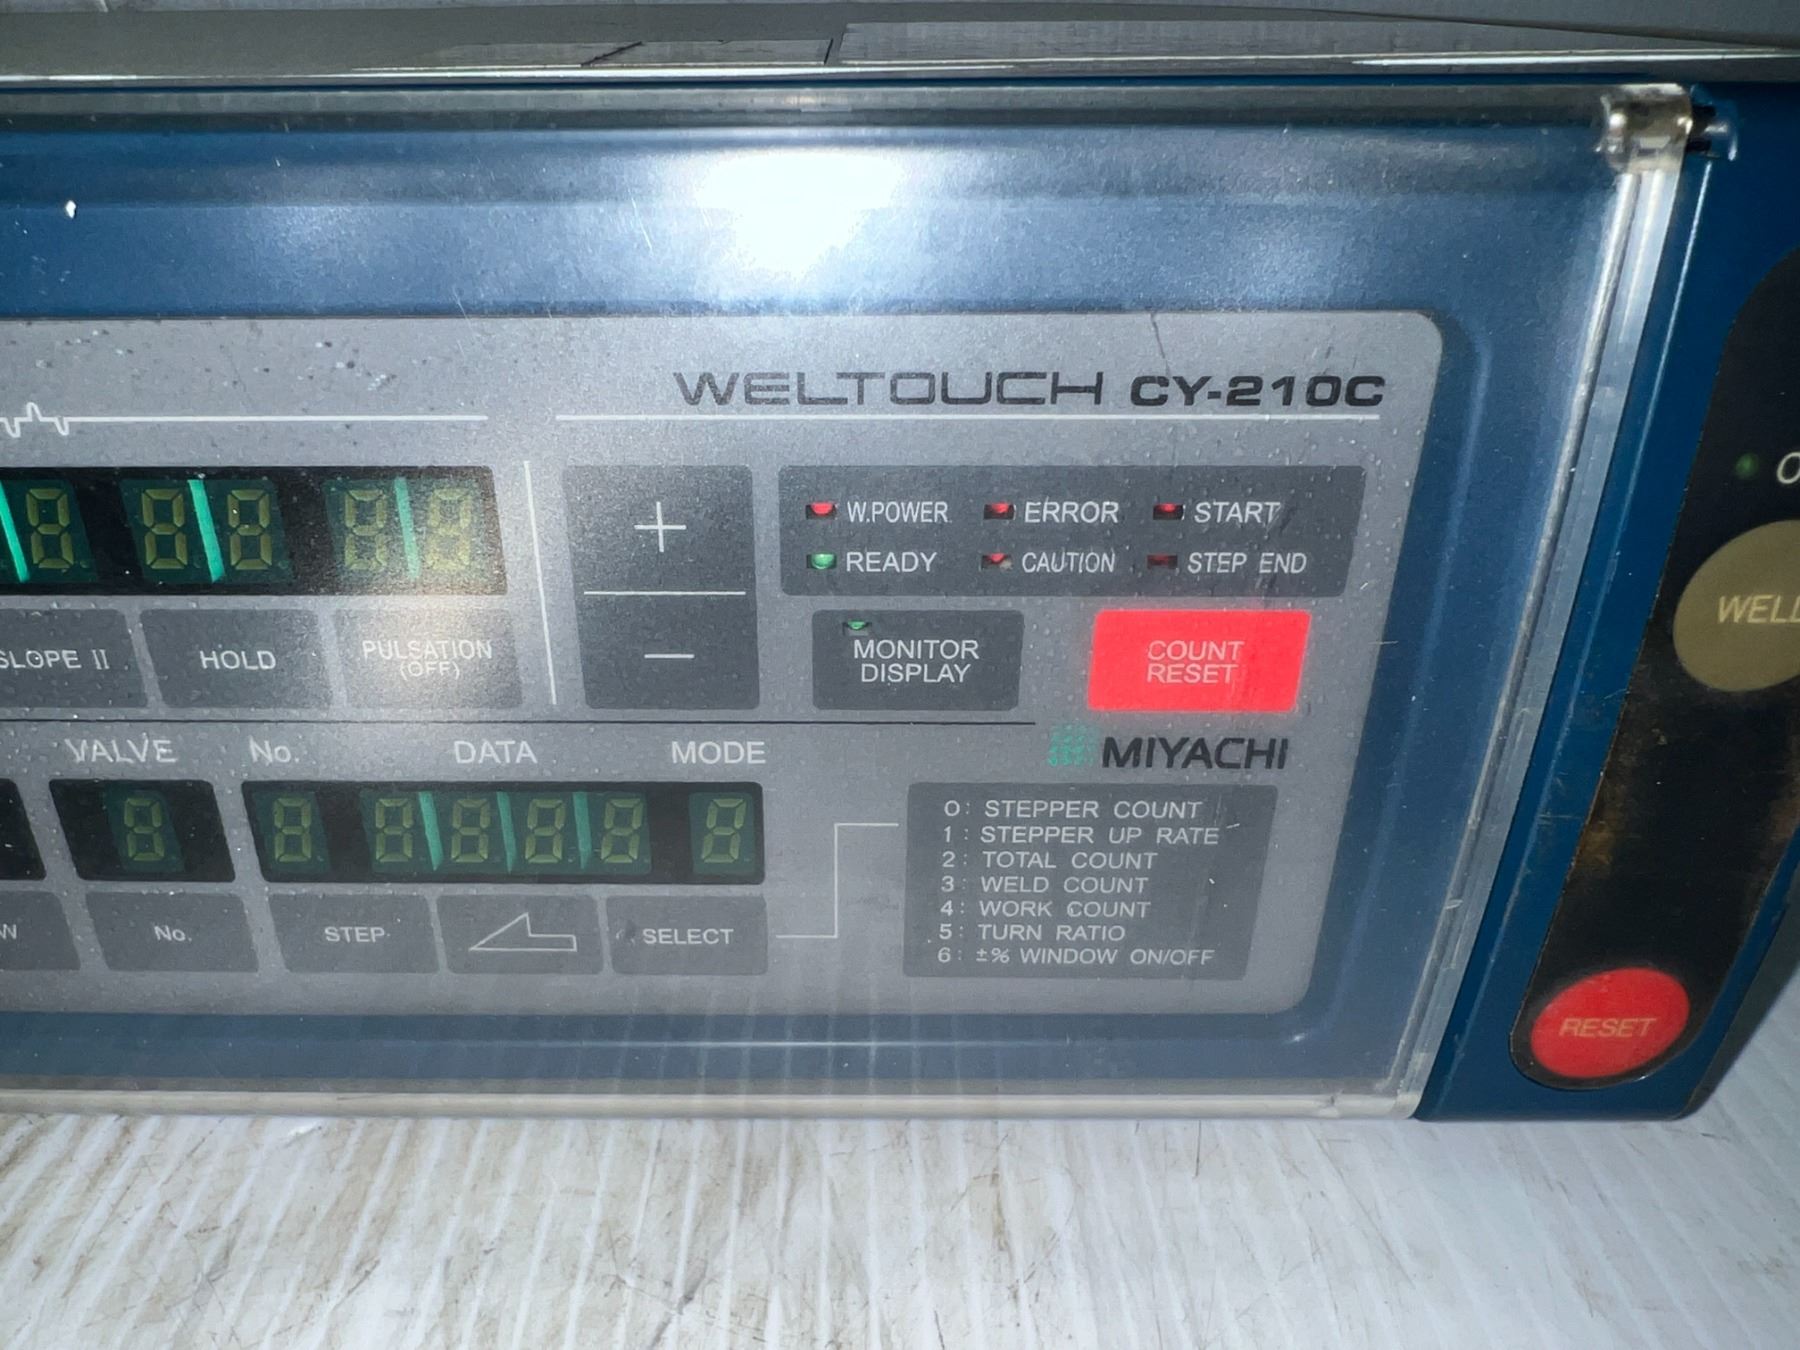 WELTOUCH CY-210C
+
W.POWER ERROR START
READY CAUTION STEP END
SLOPE II HOLD PULSATION
(OFF)
−
MONITOR
DISPLAY
COUNT
RESET
VALVE No. DATA MODE
MIYACHI
0: STEPPER COUNT
1: STEPPER UP RATE
2: TOTAL COUNT
3: WELD COUNT
4: WORK COUNT
5: TURN RATIO
6: ±% WINDOW ON/OFF
No. STEP SELECT
WELD
RESET